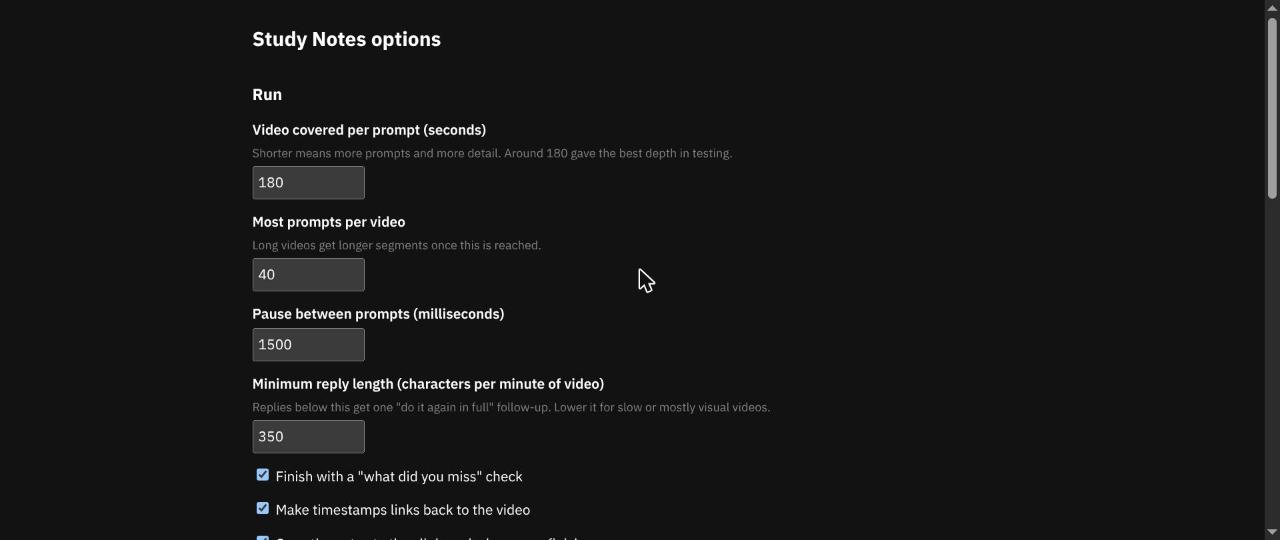 Study Notes options
Run
Video covered per prompt (seconds)
Shorter means more prompts and more detail. Around 180 gave the best depth in testing.
180
Most prompts per video
Long videos get longer segments once this is reached.
40
Pause between prompts (milliseconds)
1500
Minimum reply length (characters per minute of video)
Replies below this get one "do it again in full" follow-up. Lower it for slow or mostly visual videos.
350
Finish with a "what did you miss" check
Make timestamps links back to the video